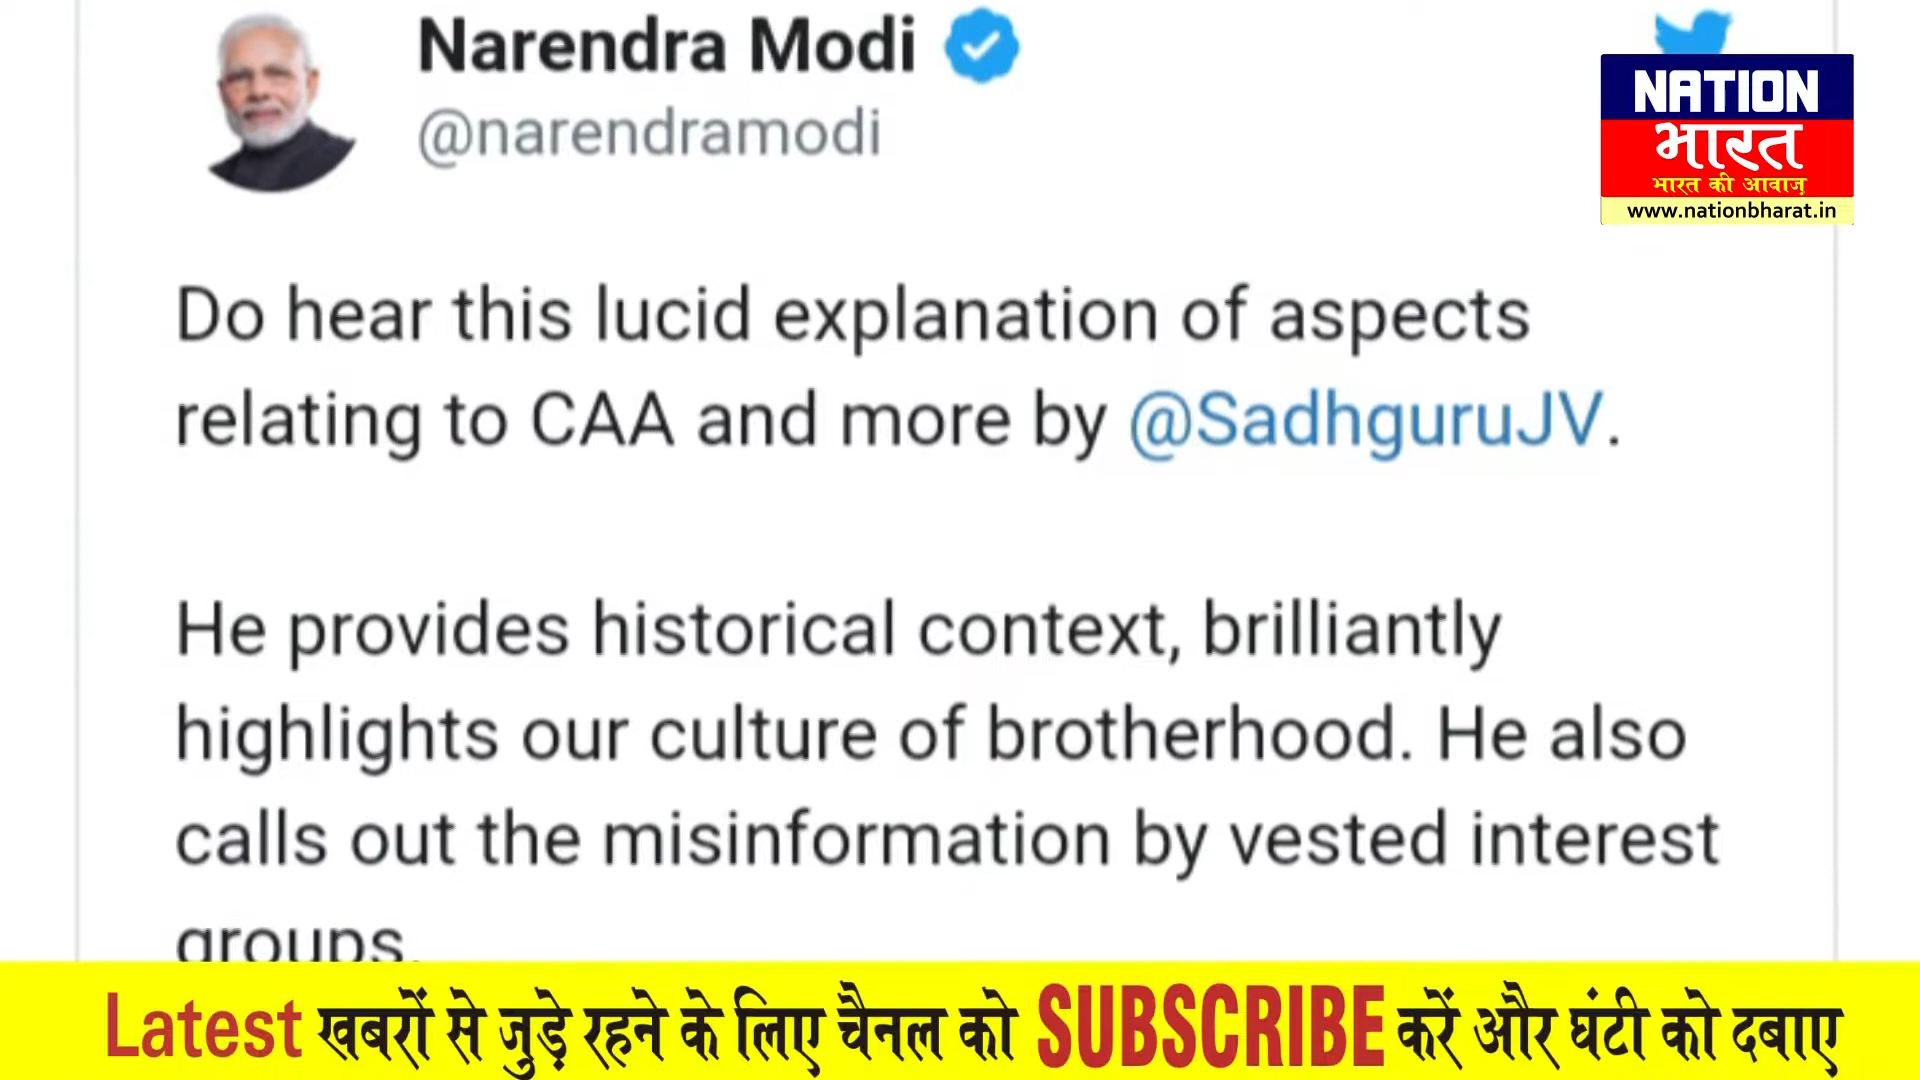 Narendra Modi
@narendramodi
NATION
भारत
भारत की आवाज़
www.nationbharat.in
Do hear this lucid explanation of aspects
relating to CAA and more by @SadhguruJV.
He provides historical context, brilliantly
highlights our culture of brotherhood. He also
calls out the misinformation by vested interest
groups.
Latest खबरों से जुड़े रहने के लिए चैनल को SUBSCRIBE करें और घंटी को दबाए